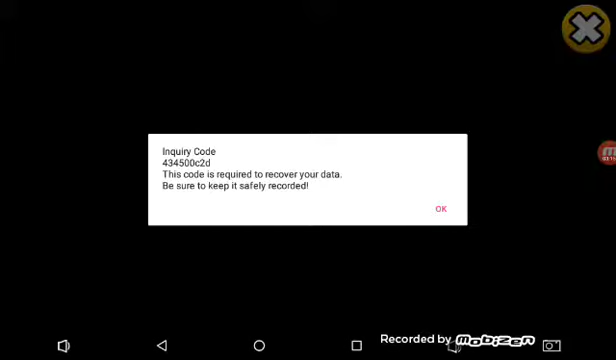 Inquiry Code
434500c2d
This code is required to recover your data.
Be sure to keep it safely recorded!
OK
Recorded by mobizen